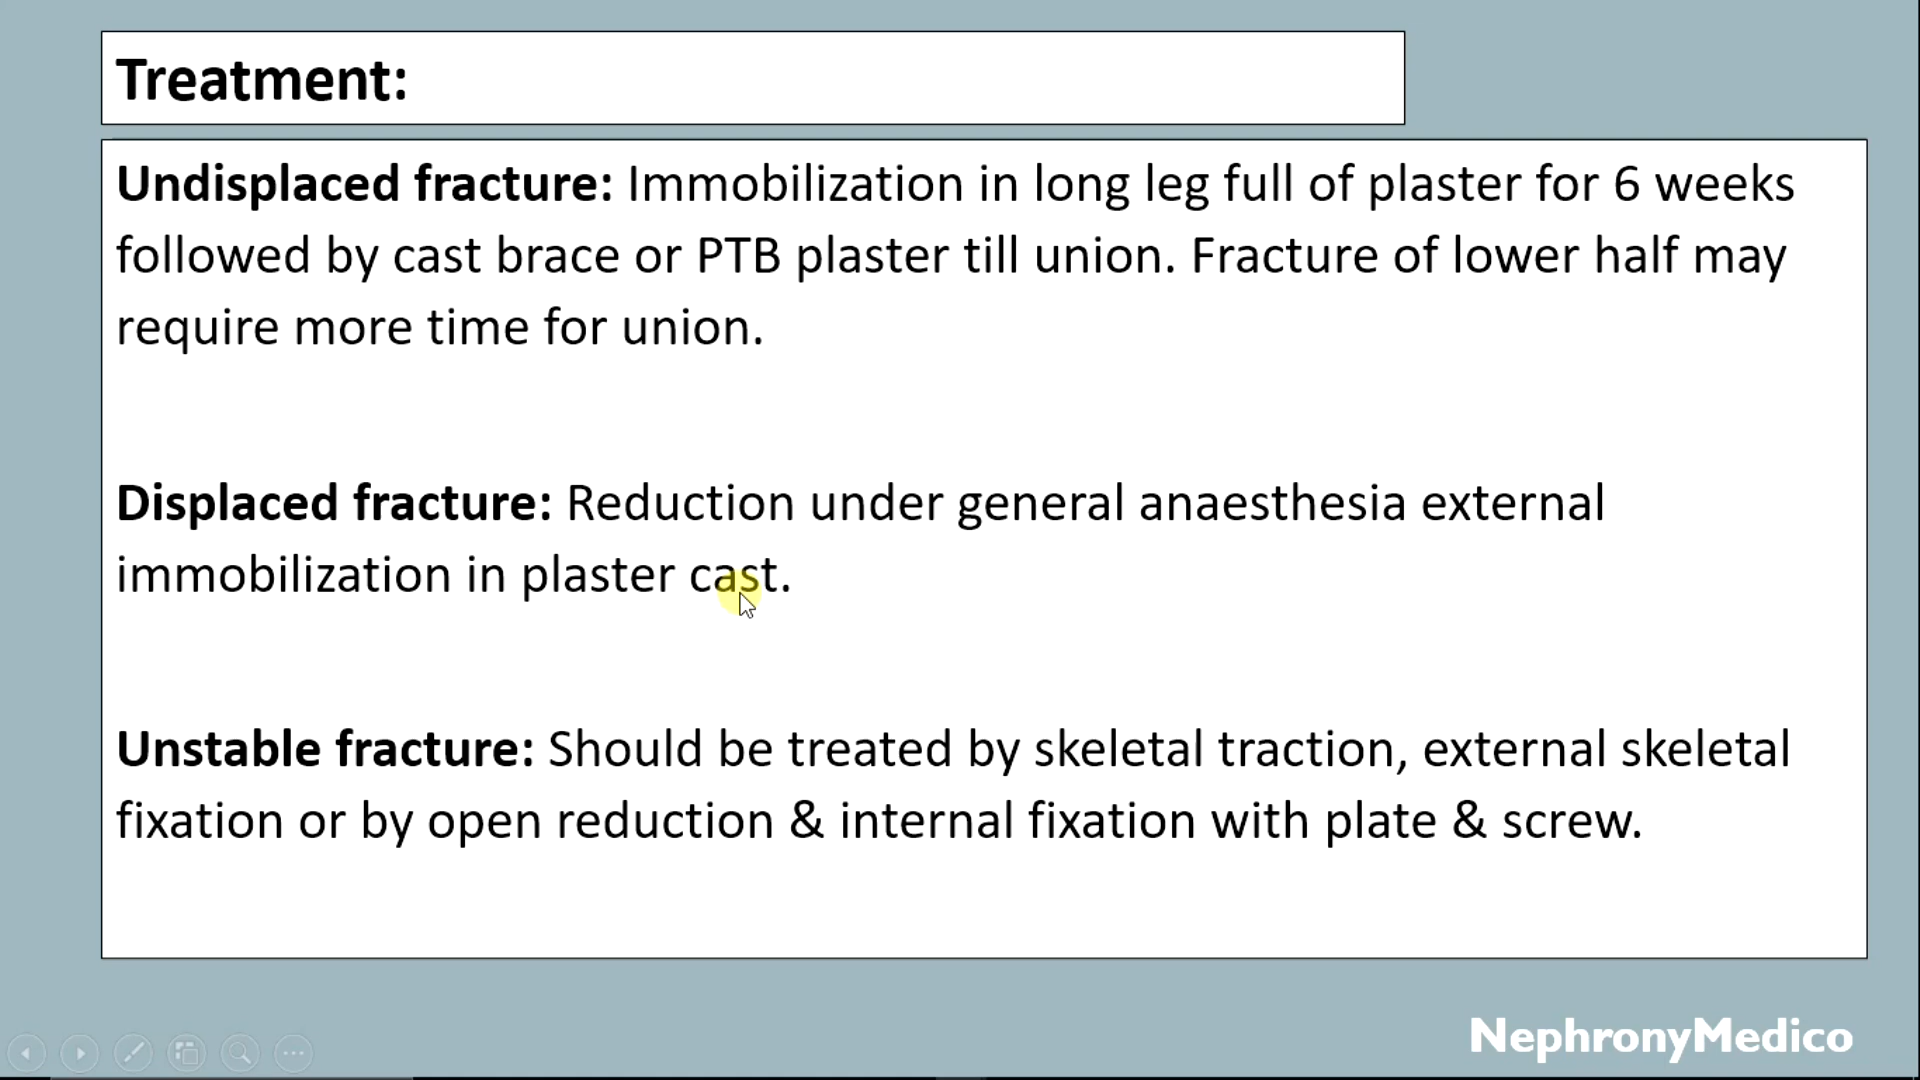 Treatment:
Undisplaced fracture: Immobilization in long leg full of plaster for 6 weeks
followed by cast brace or PTB plaster till union. Fracture of lower half may
require more time for union.
Displaced fracture: Reduction under general anaesthesia external
immobilization in plaster cast.
Unstable fracture: Should be treated by skeletal traction, external skeletal
fixation or by open reduction & internal fixation with plate & screw.
NephronyMedico